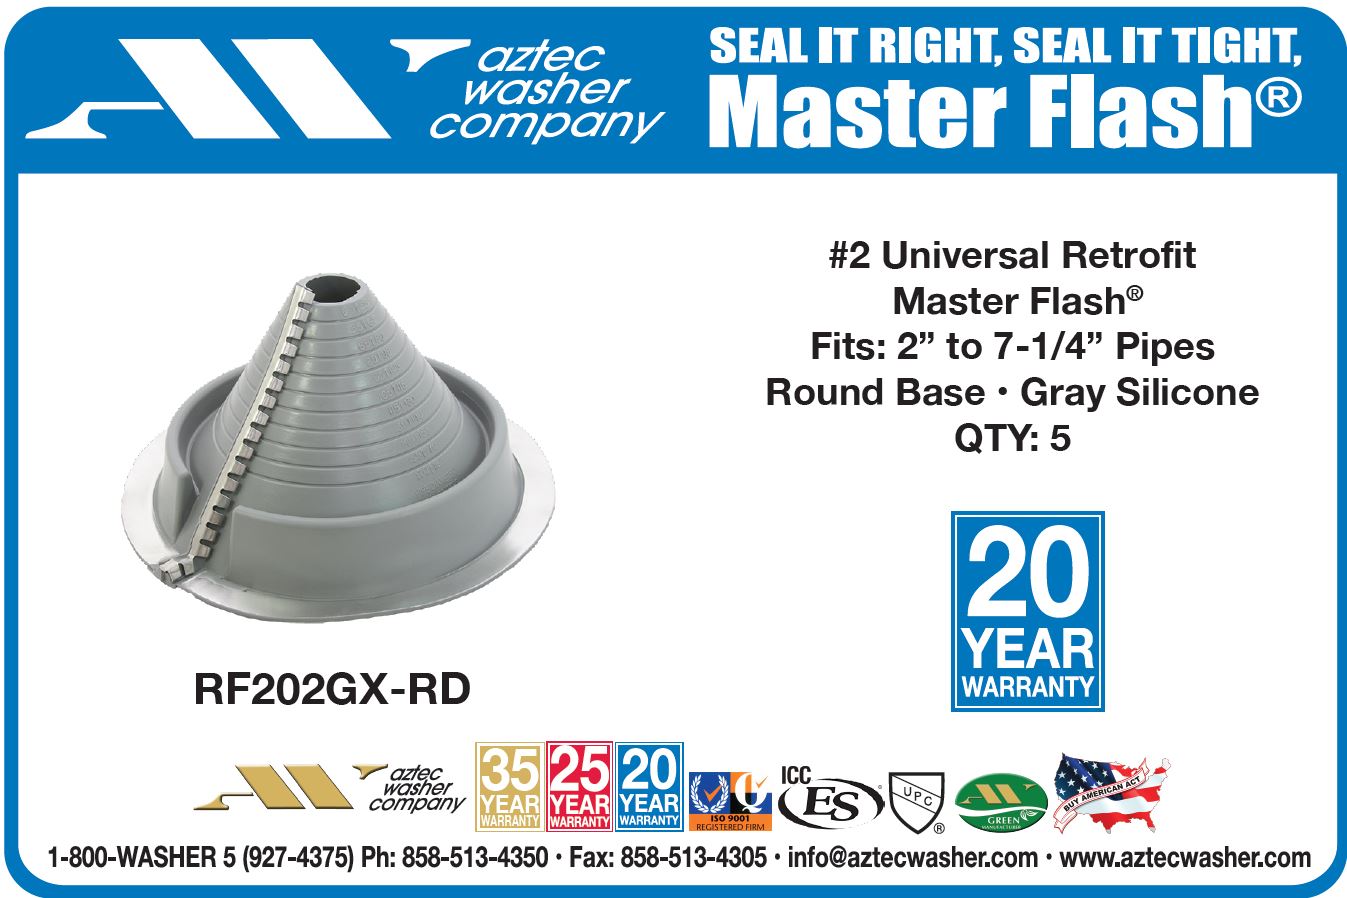 aztec
washer
company
SEAL IT RIGHT, SEAL IT TIGHT,
Master Flash®
#2 Universal Retrofit
Master Flash®
Fits: 2” to 7-1/4” Pipes
Round Base • Gray Silicone
QTY: 5
20
YEAR
WARRANTY
RF202GX-RD
aztec
washer
company
35
YEAR
WARRANTY
25
YEAR
WARRANTY
20
YEAR
WARRANTY
ISO 9001
REGISTERED FIRM
ICC
ES
UPC
®
GREEN
MANUFACTURER
BUY AMERICAN ACT
1-800-WASHER 5 (927-4375) Ph: 858-513-4350 • Fax: 858-513-4305 • info@aztecwasher.com • www.aztecwasher.com